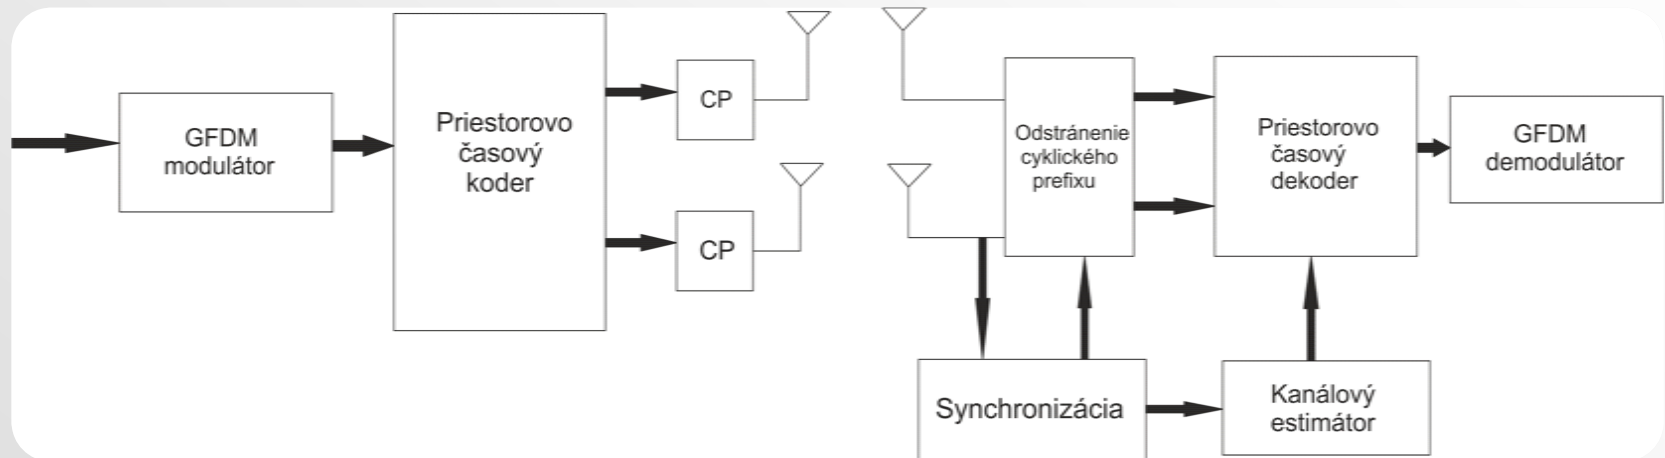 GFDM
modulátor
Priestorovo
časový
koder
CP
CP
Odstránenie
cyklického
prefixu
Priestorovo
časový
dekoder
GFDM
demodulátor
Synchronizácia
Kanálový
estimátor